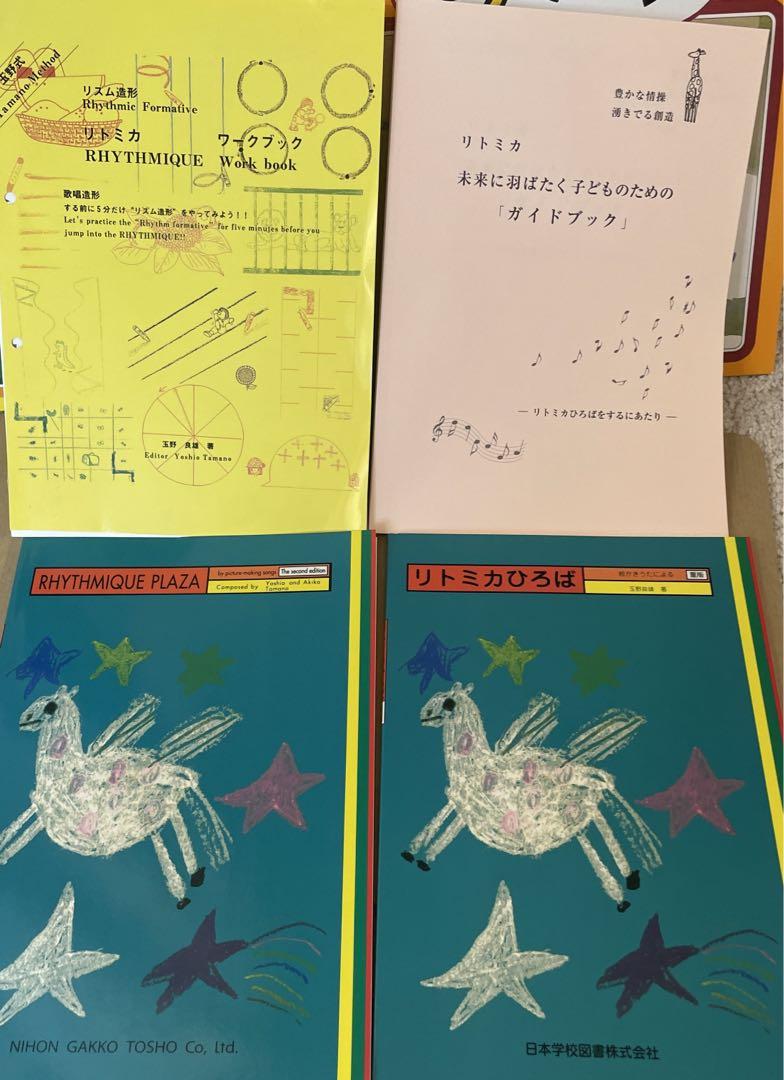 玉野式
Tamano Method
リズム造形
Rhythmic Formative
リトミカ ワークブック
RHYTHMIQUE Work book
歌唱造形
する前に5分だけ "リズム造形" をやってみよう!!
Let's practice the "Rhythm formative" for five minutes before you
jump into the RHYTHMIQUE!!
玉野 良雄 著
Editor Yoshio Tamano
豊かな情操
湧きでる創造
リトミカ
未来に羽ばたく子どものための
「ガイドブック」
― リトミカひろばをするにあたり ―
RHYTHMIQUE PLAZA
by picture-making songs The second edition
Composed by Yoshio and Akiko
Tamano
NIHON GAKKO TOSHO Co, Ltd.
リトミカひろば
絵かきうたによる 重版
玉野良雄 著
日本学校図書株式会社